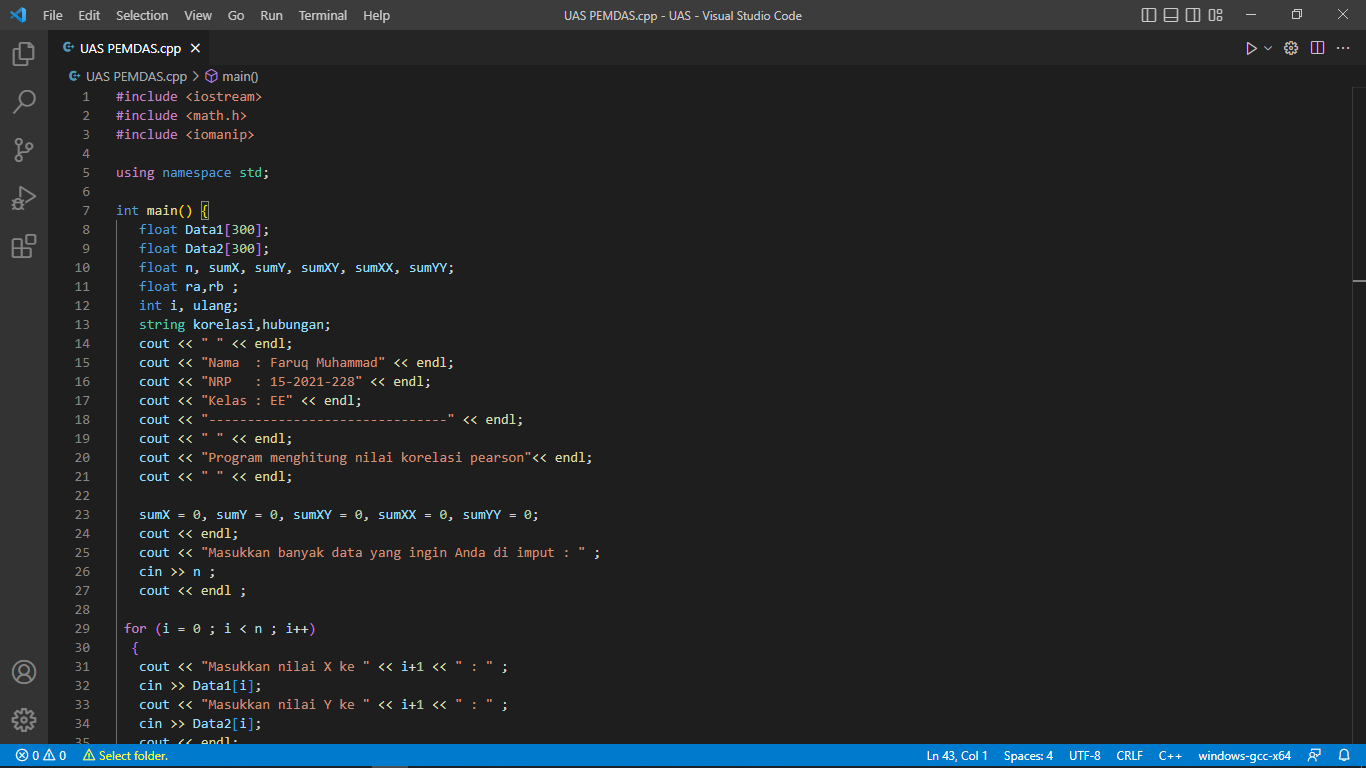 File Edit Selection View Go Run Terminal Help UAS PEMDAS.cpp - UAS - Visual Studio Code
UAS PEMDAS.cpp
UAS PEMDAS.cpp > main()
1 #include <iostream>
2 #include <math.h>
3 #include <iomanip>
4
5 using namespace std;
6
7 int main() {
8 float Data1[300];
9 float Data2[300];
10 float n, sumX, sumY, sumXY, sumXX, sumYY;
11 float ra,rb ;
12 int i, ulang;
13 string korelasi,hubungan;
14 cout << " " << endl;
15 cout << "Nama  : Faruq Muhammad" << endl;
16 cout << "NRP   : 15-2021-228" << endl;
17 cout << "Kelas : EE" << endl;
18 cout << "-------------------------------" << endl;
19 cout << " " << endl;
20 cout << "Program menghitung nilai korelasi pearson"<< endl;
21 cout << " " << endl;
22
23 sumX = 0, sumY = 0, sumXY = 0, sumXX = 0, sumYY = 0;
24 cout << endl;
25 cout << "Masukkan banyak data yang ingin Anda di imput : " ;
26 cin >> n ;
27 cout << endl ;
28
29 for (i = 0 ; i < n ; i++)
30 {
31 cout << "Masukkan nilai X ke " << i+1 << " : " ;
32 cin >> Data1[i];
33 cout << "Masukkan nilai Y ke " << i+1 << " : " ;
34 cin >> Data2[i];
35 cout << endl;
0 0 Select folder. Ln 43, Col 1 Spaces: 4 UTF-8 CRLF C++ windows-gcc-x64